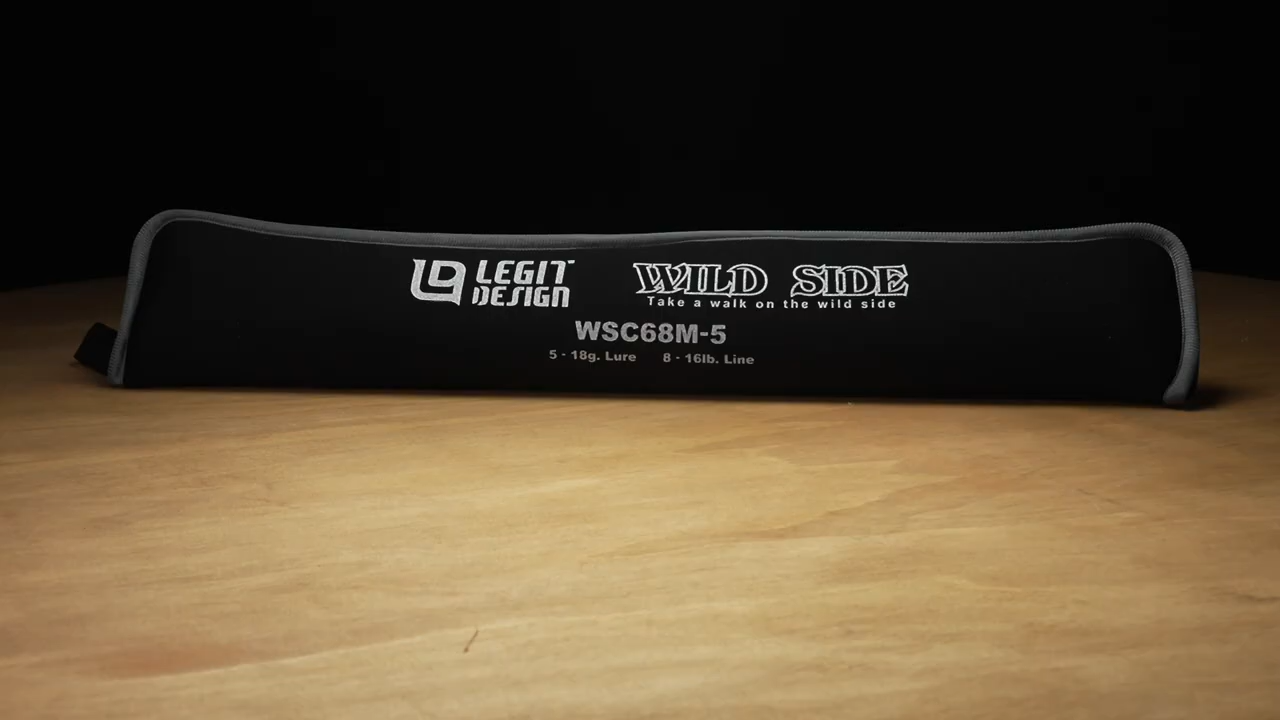 LEGIT DESIGN
WILD SIDE
Take a walk on the wild side
WSC68M-5
5 - 18g. Lure 8 - 16lb. Line